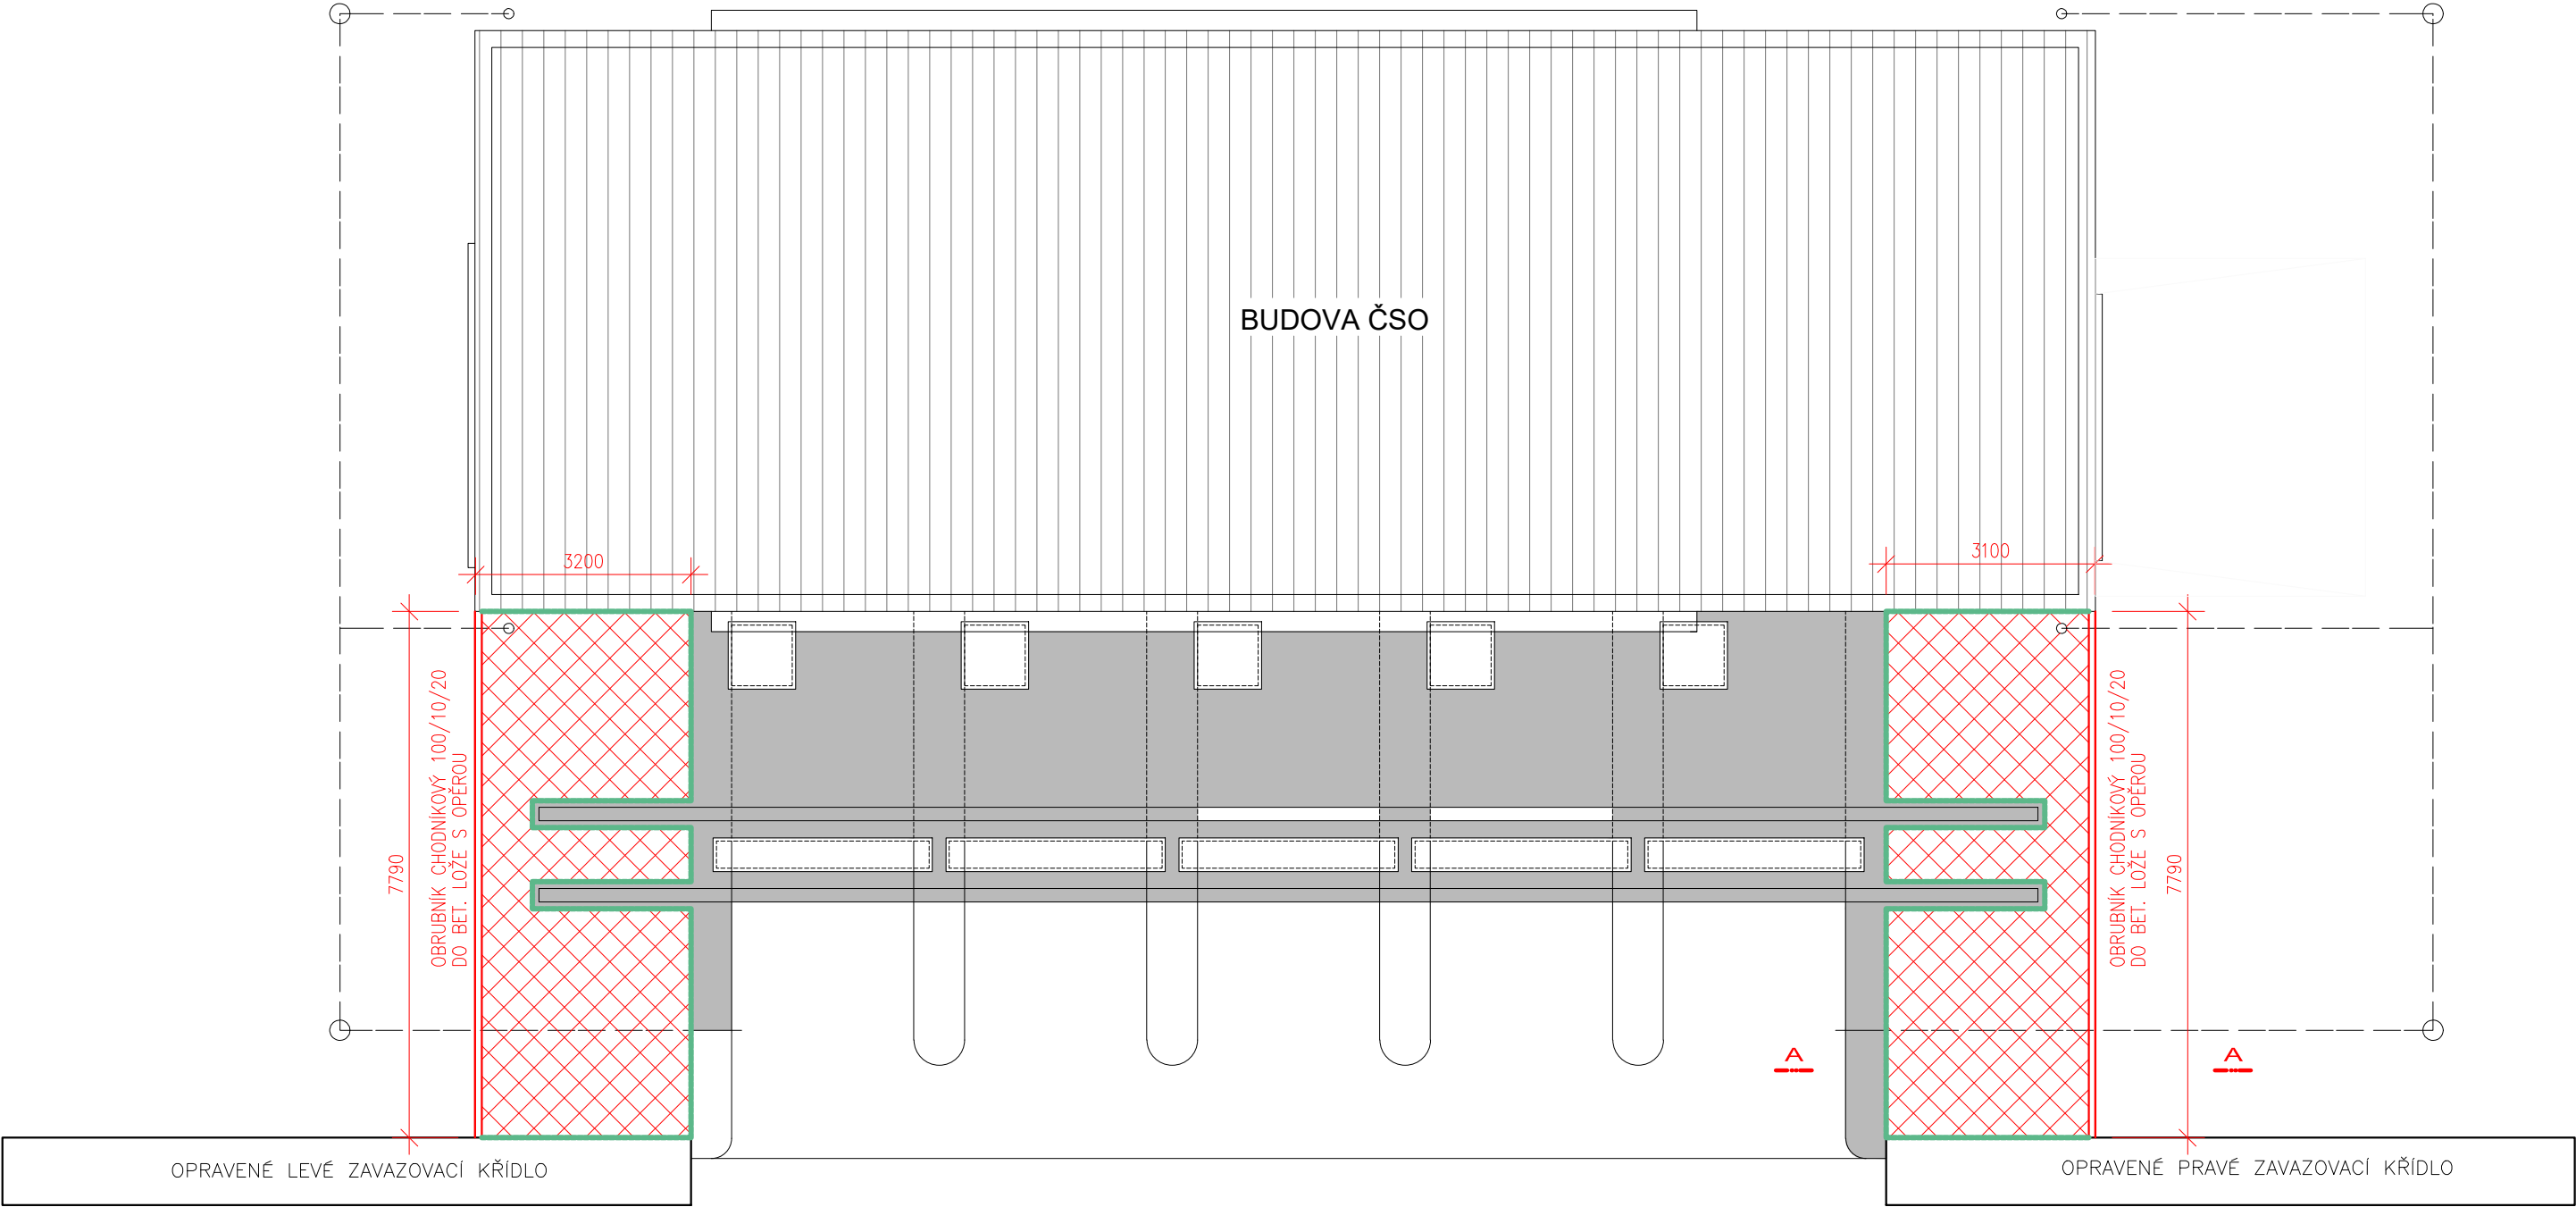 BUDOVA ČSO
3200
3100
OBRUBNÍK CHODNÍKOVÝ 100/10/20
DO BET. LOŽE S OPĚROU
7790
OBRUBNÍK CHODNÍKOVÝ 100/10/20
DO BET. LOŽE S OPĚROU
7790
A
A
OPRAVENÉ LEVÉ ZAVAZOVACÍ KŘÍDLO
OPRAVENÉ PRAVÉ ZAVAZOVACÍ KŘÍDLO